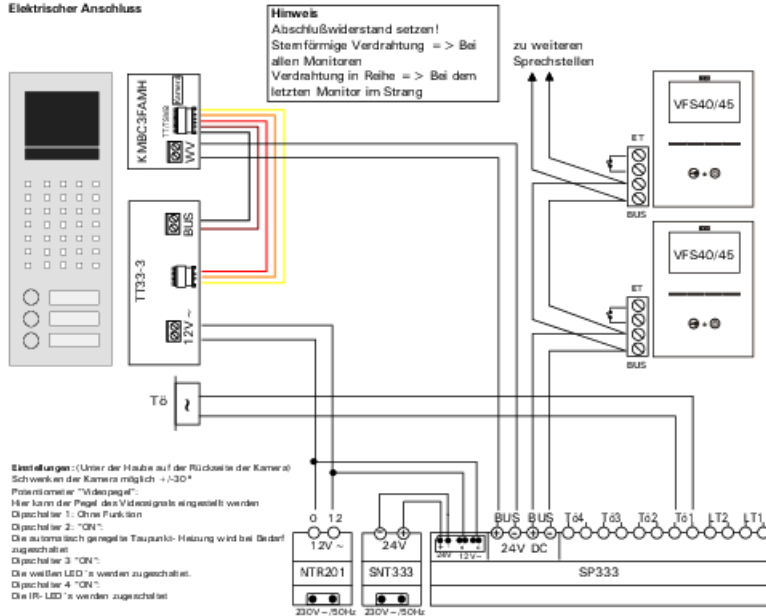 Elektrischer Anschluss
Hinweis
Abschlußwiderstand setzen!
Sternförmige Verdrahtung => Bei
allen Monitoren
Verdrahtung in Reihe => Bei dem
letzten Monitor im Strang
zu weiteren
Sprechstellen
KMBC3FAMH
Kamera
WV
VFS40/45
ET
BUS
TT33-3
BUS
12V~
VFS40/45
ET
BUS
Tö
~
Einstellungen: (Unter der Haube auf der Rückseite der Kamera)
Schwenken der Kamera möglich +/-30°
Potentiometer "Videopegel":
Hier kann der Pegel des Videosignals eingestellt werden
Dipschalter 1: Ohne Funktion
Dipschalter 2: "ON":
Die automatisch geregelte Taupunkt- Heizung wird bei Bedarf
zugeschaltet
Dipschalter 3 "ON":
Die weißen LED`s werden zugeschaltet.
Dipschalter 4 "ON":
Die IR- LED`s werden zugeschaltet
0 12
12V~
NTR201
230V~/50Hz
- +
24V
SNT333
230V~/50Hz
24V 12V~
BUS BUS Tö4 Tö3 Tö2 Tö1 LT2 LT1
24V DC
SP333